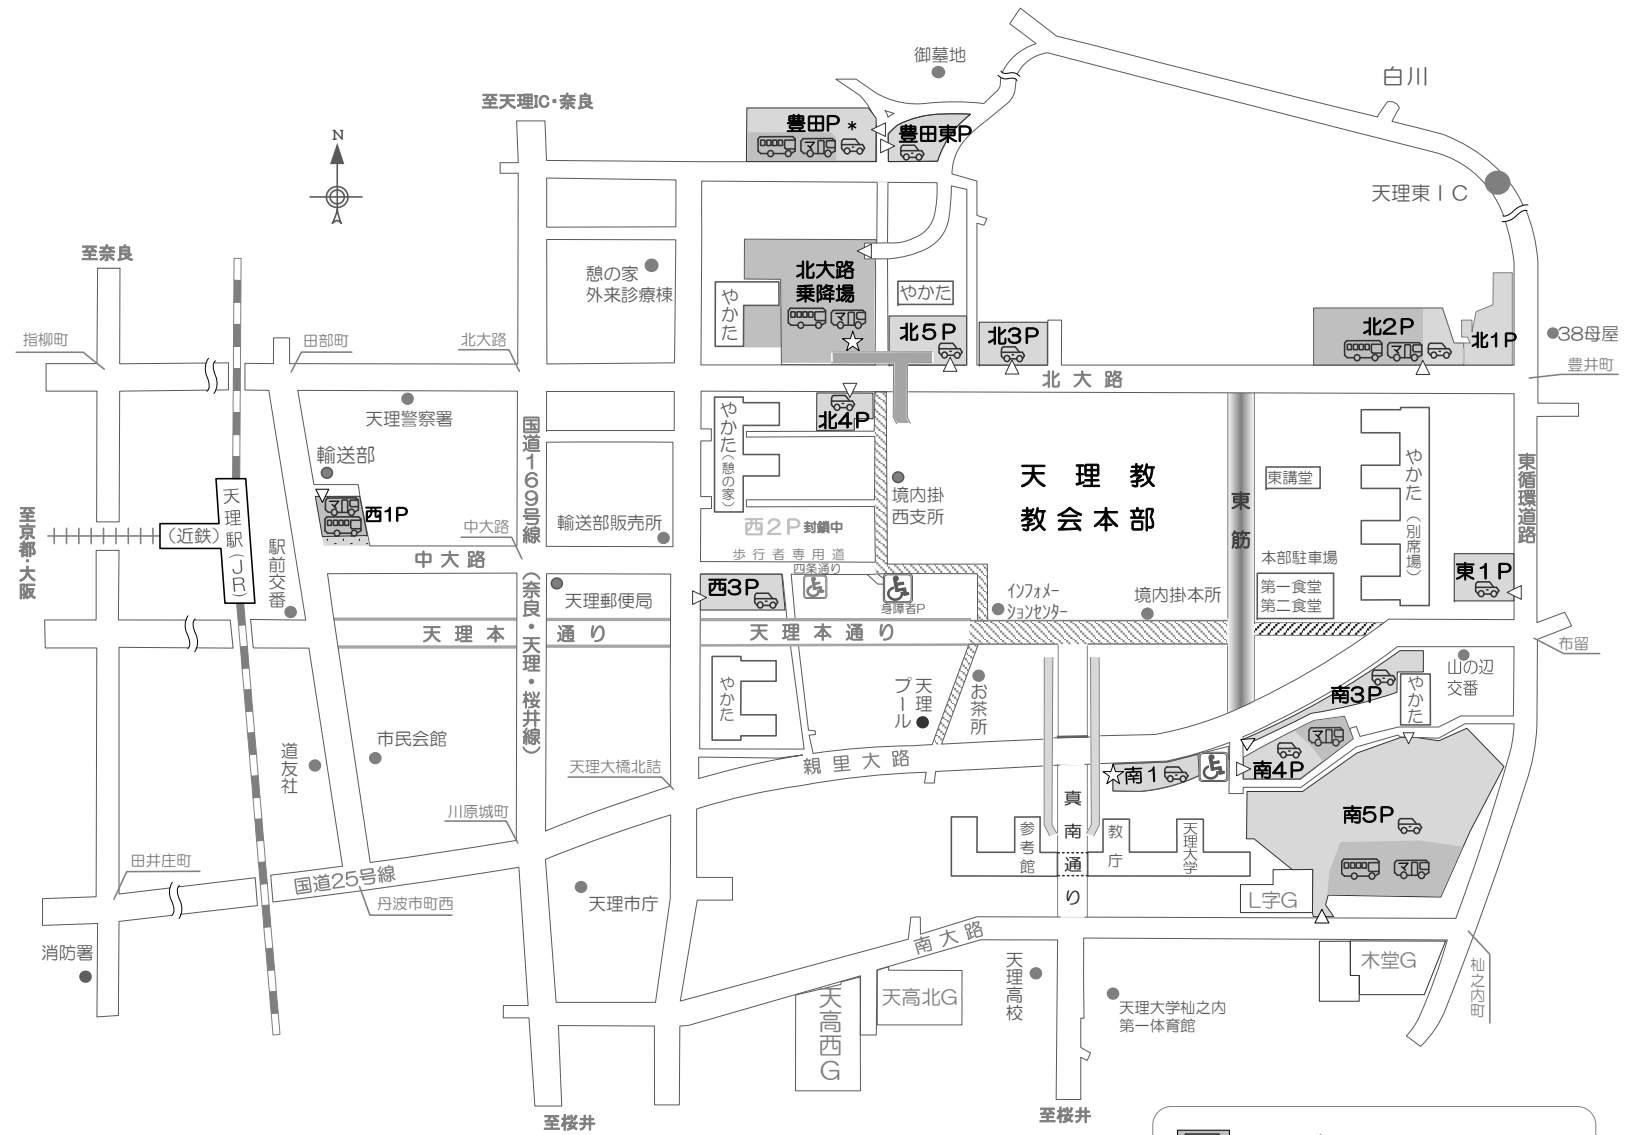 御墓地
白川
至天理IC・奈良
N
豊田P *
マイ
豊田東P
天理東IC
至奈良
憩の家
外来診療棟
北大路
乗降場
マイ
やかた
やかた
北5P
北3P
北2P
マイ
北1P
38母屋
豊井町
指柳町
田部町
北大路
北大路
天理警察署
北4P
やかた(憩の家)
輸送部
マイ
西1P
国道169号線
(奈良・天理・桜井線)
中大路
輸送部販売所
西2P封鎖中
歩行者専用道
四条通り
境内掛
西支所
天理教
教会本部
東筋
東講堂
やかた(別席場)
東循環道路
至京都・大阪
(近鉄)
天理駅(JR)
駅前交番
中大路
本部駐車場
第一食堂
第二食堂
東1P
天理郵便局
西3P
身障者P
インフォメー
ションセンター
境内掛本所
天理本通り
天理本通り
布留
山の辺
交番
南3P
やかた
やかた
天理
プール
お茶所
市民会館
道友社
天理大橋北詰
親里大路
南1
マイ
南4P
南5P
マイ
真南通り
参考館
教庁
天理大学
川原城町
田井庄町
国道25号線
丹波市町西
天理市庁
L字G
消防署
南大路
天理高校
木堂G
杣之内町
天高西G
天高北G
天理大学杣之内
第一体育館
至桜井
至桜井